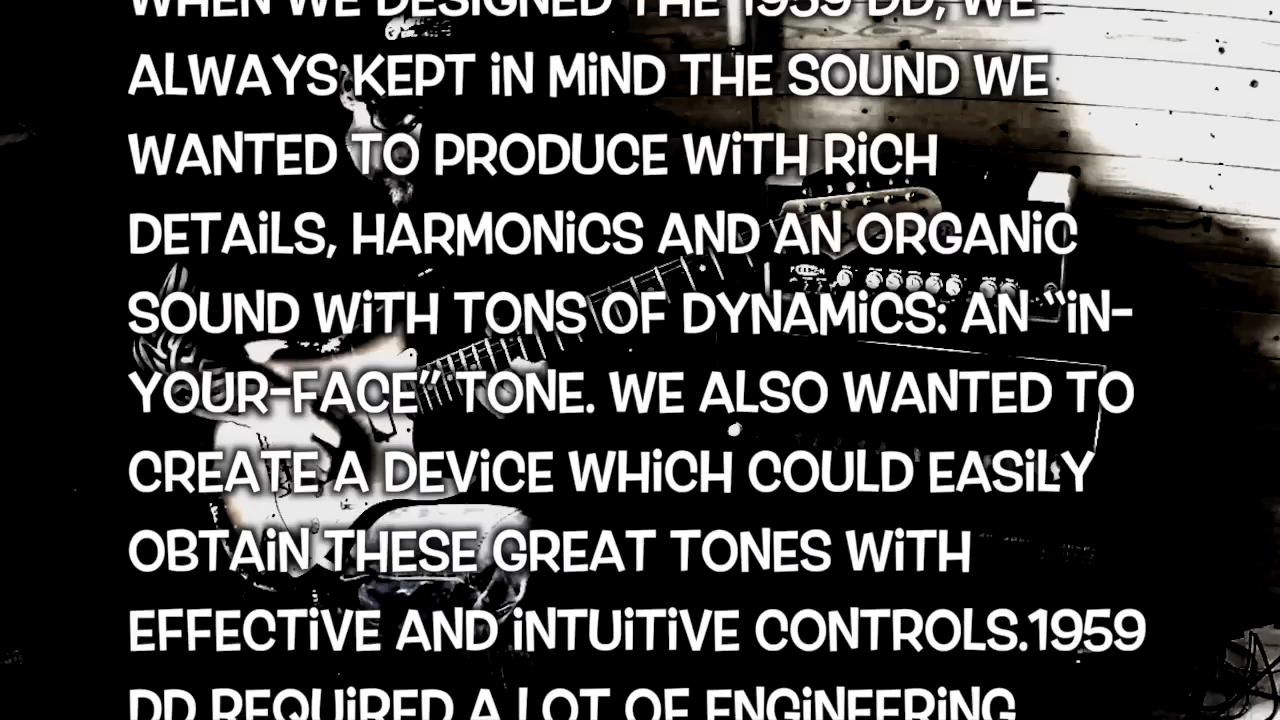 WHEN WE DESIGNED THE 1959 DD, WE
ALWAYS KEPT iN MiND THE SOUND WE
WANTED TO PRODUCE WiTH RiCH
DETAiLS, HARMONiCS AND AN ORGANiC
SOUND WiTH TONS OF DYNAMiCS: AN “iN-
YOUR-FACE” TONE. WE ALSO WANTED TO
CREATE A DEViCE WHiCH COULD EASiLY
OBTAiN THESE GREAT TONES WiTH
EFFECTiVE AND iNTUiTiVE CONTROLS.1959
DD REQUiRED A LOT OF ENGiNEERiNG